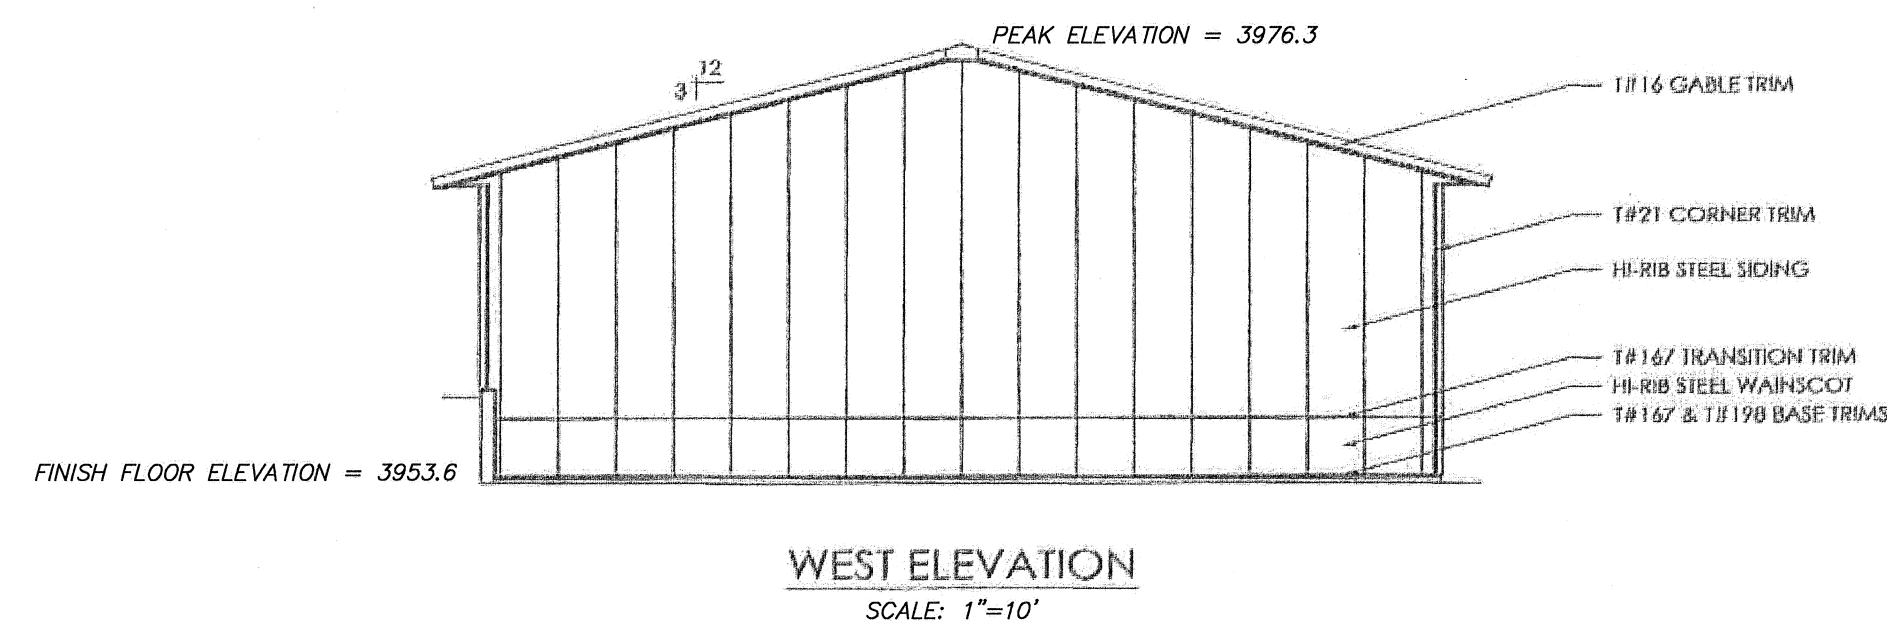 PEAK ELEVATION = 3976.3
12
3
T#16 GABLE TRIM
T#21 CORNER TRIM
HI-RIB STEEL SIDING
T#167 TRANSITION TRIM
HI-RIB STEEL WAINSCOT
T#167 & T#198 BASE TRIMS
FINISH FLOOR ELEVATION = 3953.6
WEST ELEVATION
SCALE: 1"=10'